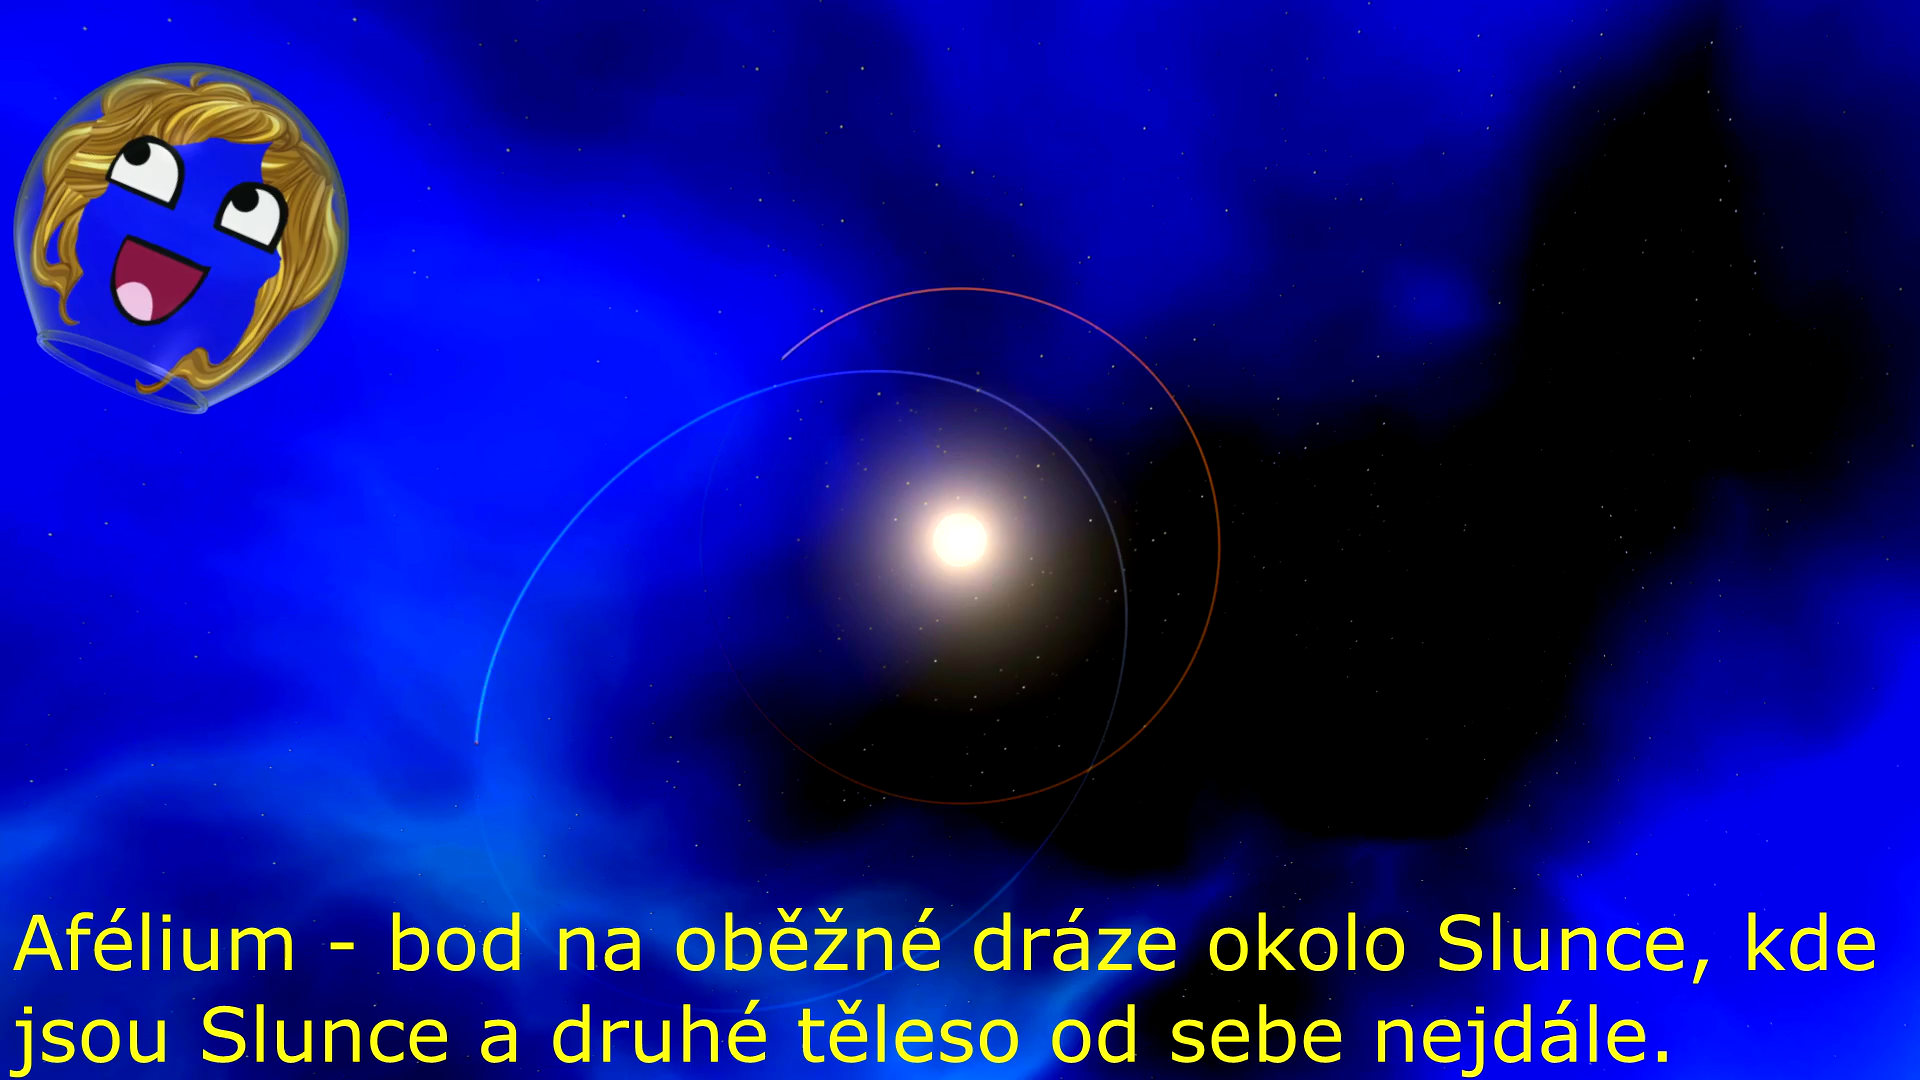 Afélium - bod na oběžné dráze okolo Slunce, kde
jsou Slunce a druhé těleso od sebe nejdále.